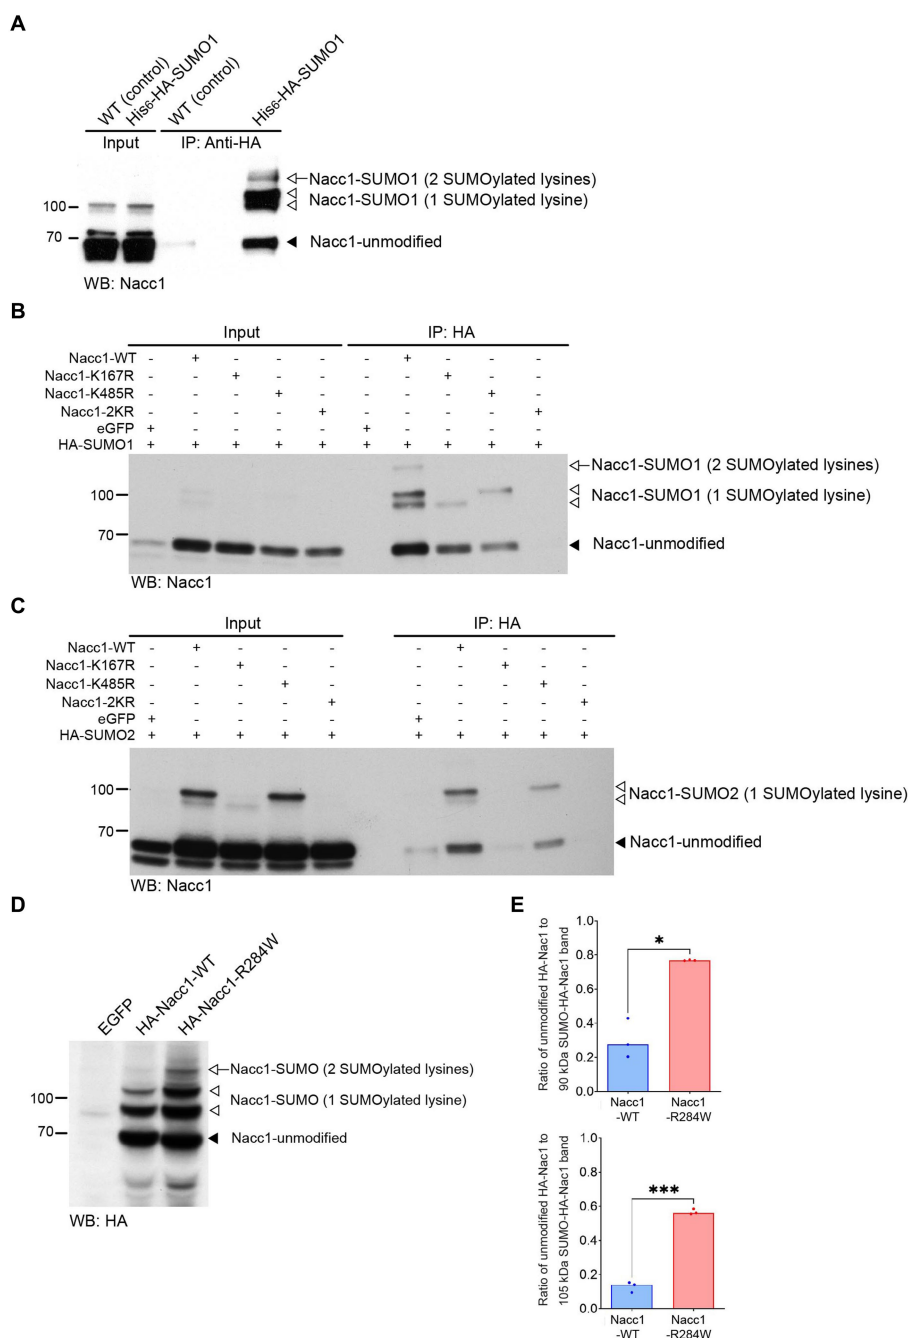 A
WT (control)
His6-HA-SUMO1
WT (control)
His6-HA-SUMO1
Input
IP: Anti-HA
Nacc1-SUMO1 (2 SUMOylated lysines)
Nacc1-SUMO1 (1 SUMOylated lysine)
100
70
Nacc1-unmodified
WB: Nacc1
B
Input
IP: HA
Nacc1-WT - + - - - - + - - -
Nacc1-K167R - - + - - - - + - -
Nacc1-K485R - - - + - - - - + -
Nacc1-2KR - - - - + - - - - +
eGFP + - - - - + - - - -
HA-SUMO1 + + + + + + + + + +
Nacc1-SUMO1 (2 SUMOylated lysines)
100
Nacc1-SUMO1 (1 SUMOylated lysine)
70
Nacc1-unmodified
WB: Nacc1
C
Input
IP: HA
Nacc1-WT - + - - - - + - - -
Nacc1-K167R - - + - - - - + - -
Nacc1-K485R - - - + - - - - + -
Nacc1-2KR - - - - + - - - - +
eGFP + - - - - + - - - -
HA-SUMO2 + + + + + + + + + +
100
Nacc1-SUMO2 (1 SUMOylated lysine)
70
Nacc1-unmodified
WB: Nacc1
D
EGFP
HA-Nacc1-WT
HA-Nacc1-R284W
Nacc1-SUMO (2 SUMOylated lysines)
100
Nacc1-SUMO (1 SUMOylated lysine)
70
Nacc1-unmodified
WB: HA
E
Ratio of unmodified HA-Nac1 to
90 kDa SUMO-HA-Nac1 band
1.0
0.8
0.6
0.4
0.2
0.0
*
Nacc1
-WT
Nacc1
-R284W
Ratio of unmodified HA-Nac1 to
105 kDa SUMO-HA-Nac1 band
1.0
0.8
0.6
0.4
0.2
0.0
***
Nacc1
-WT
Nacc1
-R284W